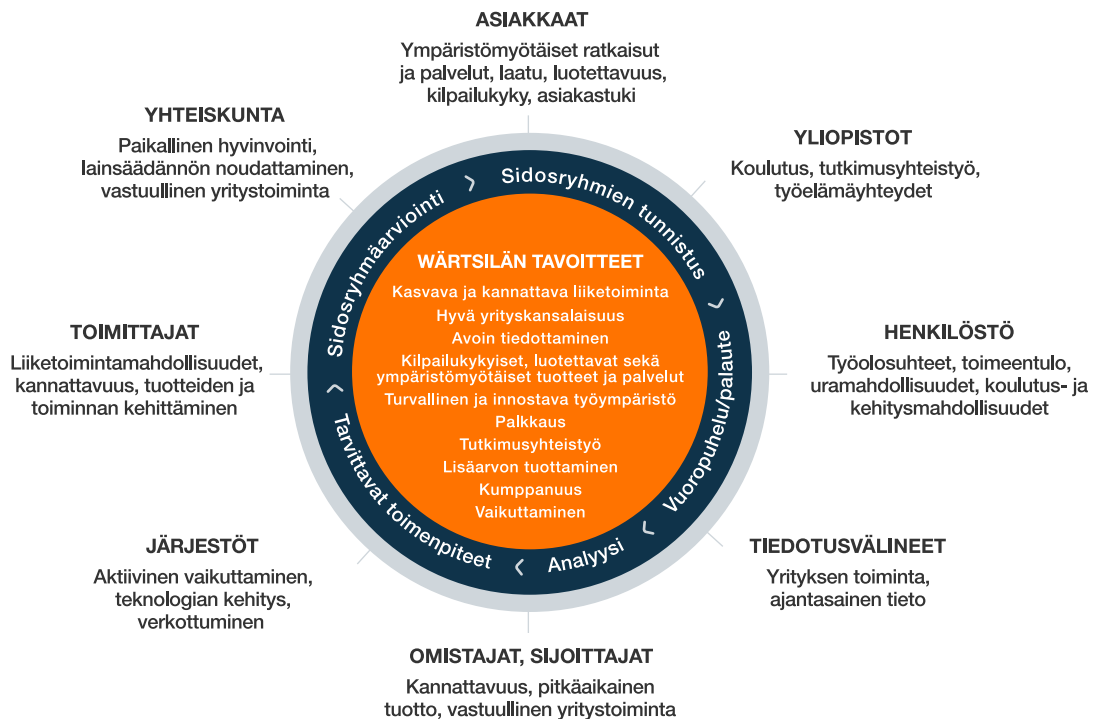 ASIAKKAAT
Ympäristömyötäiset ratkaisut
ja palvelut, laatu, luotettavuus,
kilpailukyky, asiakastuki
YHTEISKUNTA
Paikallinen hyvinvointi,
lainsäädännön noudattaminen,
vastuullinen yritystoiminta
YLIOPISTOT
Koulutus, tutkimusyhteistyö,
työelämäyhteydet
Sidosryhmien tunnistus
Vuoropuhelu/palaute
Analyysi
Tarvittavat toimenpiteet
Sidosryhmäarviointi
WÄRTSILÄN TAVOITTEET
Kasvava ja kannattava liiketoiminta
Hyvä yrityskansalaisuus
Avoin tiedottaminen
Kilpailukykyiset, luotettavat sekä
ympäristömyötäiset tuotteet ja palvelut
Turvallinen ja innostava työympäristö
Palkkaus
Tutkimusyhteistyö
Lisäarvon tuottaminen
Kumppanuus
Vaikuttaminen
TOIMITTAJAT
Liiketoimintamahdollisuudet,
kannattavuus, tuotteiden ja
toiminnan kehittäminen
HENKILÖSTÖ
Työolosuhteet, toimeentulo,
uramahdollisuudet, koulutus- ja
kehitysmahdollisuudet
JÄRJESTÖT
Aktiivinen vaikuttaminen,
teknologian kehitys,
verkottuminen
TIEDOTUSVÄLINEET
Yrityksen toiminta,
ajantasainen tieto
OMISTAJAT, SIJOITTAJAT
Kannattavuus, pitkäaikainen
tuotto, vastuullinen yritystoiminta